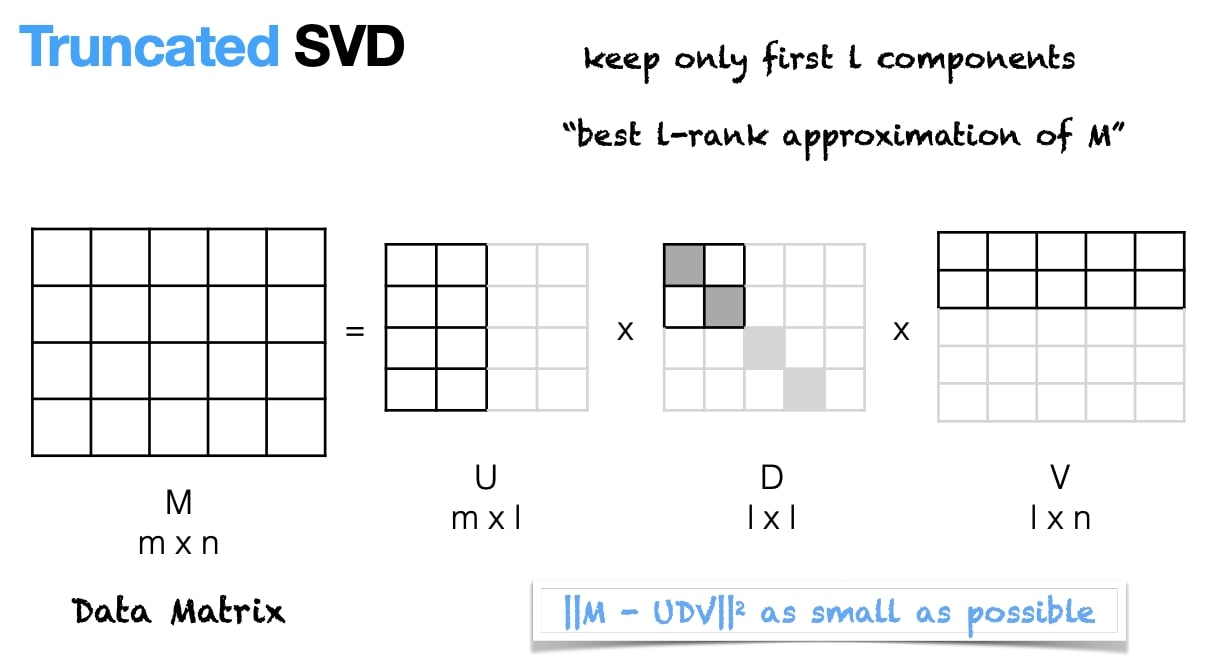 Truncated SVD
keep only first l components
“best l-rank approximation of M”
=
x
x
M
m x n
U
m x l
D
l x l
V
l x n
Data Matrix
||M - UDV||² as small as possible